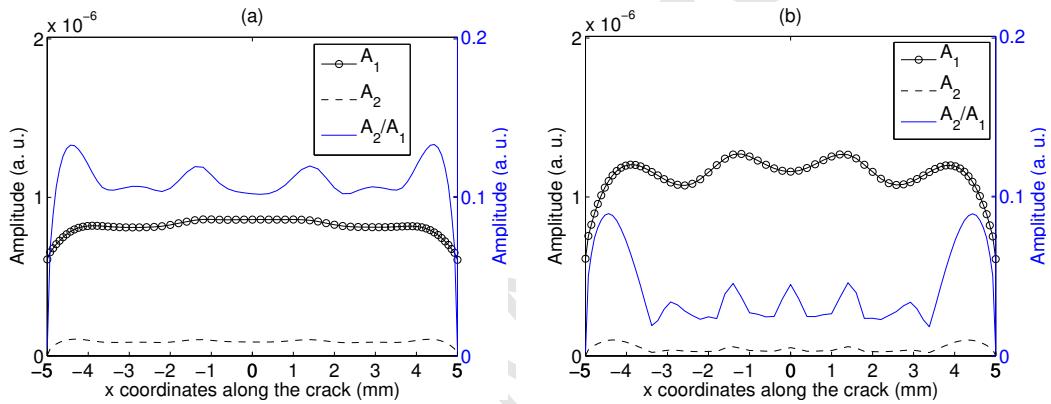 (a)
x 10⁻⁶
2
1
0
Amplitude (a. u.)
0.2
0.1
0
Amplitude (a. u.)
A₁
A₂
A₂/A₁
−5 −4 −3 −2 −1 0 1 2 3 4 5
x coordinates along the crack (mm)
(b)
x 10⁻⁶
2
1
0
Amplitude (a. u.)
0.2
0.1
0
Amplitude (a. u.)
A₁
A₂
A₂/A₁
−5 −4 −3 −2 −1 0 1 2 3 4 5
x coordinates along the crack (mm)